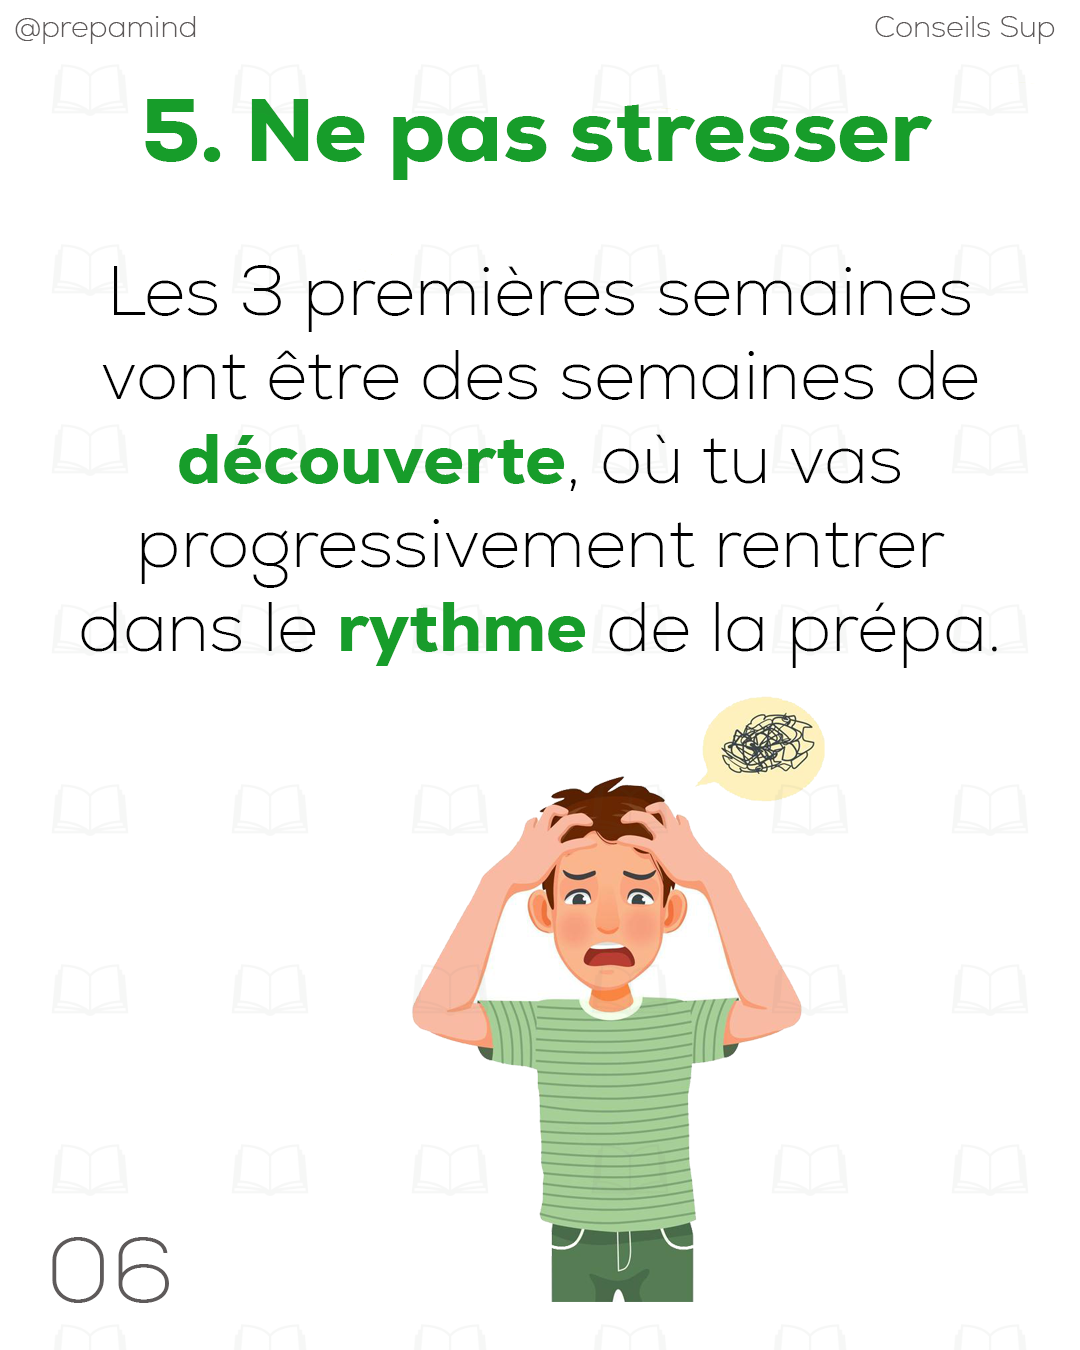 @prepamind
Conseils Sup
5. Ne pas stresser
Les 3 premières semaines
vont être des semaines de
découverte, où tu vas
progressivement rentrer
dans le rythme de la prépa.
06